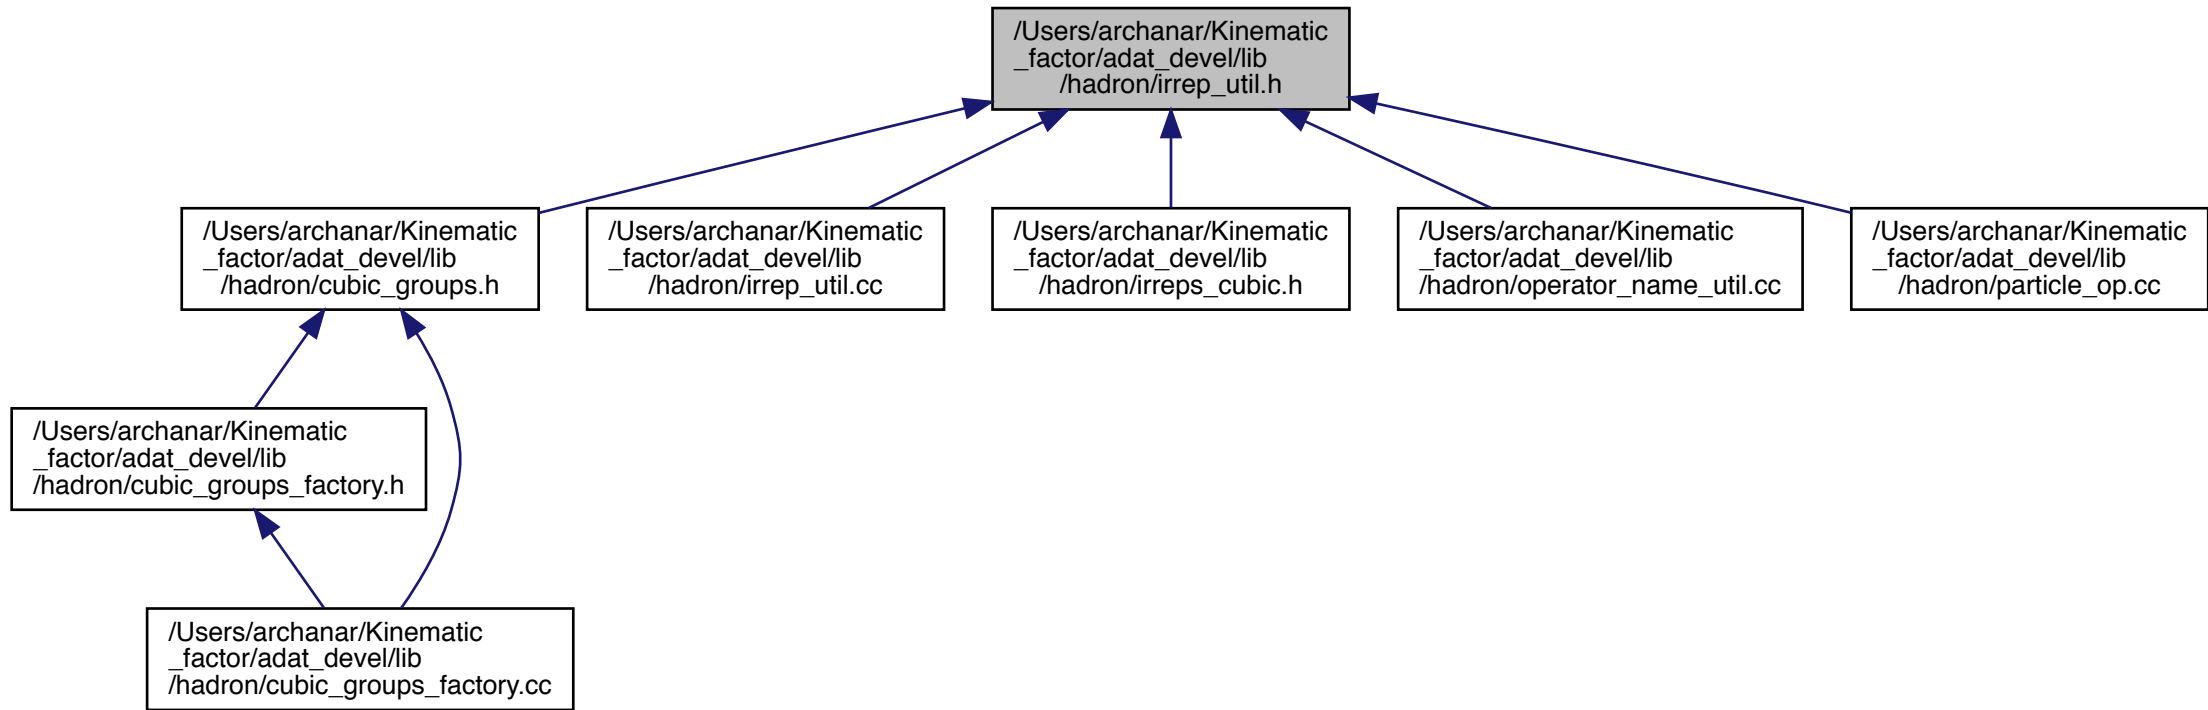 /Users/archanar/Kinematic
_factor/adat_devel/lib
/hadron/irrep_util.h
/Users/archanar/Kinematic
_factor/adat_devel/lib
/hadron/cubic_groups.h
/Users/archanar/Kinematic
_factor/adat_devel/lib
/hadron/irrep_util.cc
/Users/archanar/Kinematic
_factor/adat_devel/lib
/hadron/irreps_cubic.h
/Users/archanar/Kinematic
_factor/adat_devel/lib
/hadron/operator_name_util.cc
/Users/archanar/Kinematic
_factor/adat_devel/lib
/hadron/particle_op.cc
/Users/archanar/Kinematic
_factor/adat_devel/lib
/hadron/cubic_groups_factory.h
/Users/archanar/Kinematic
_factor/adat_devel/lib
/hadron/cubic_groups_factory.cc